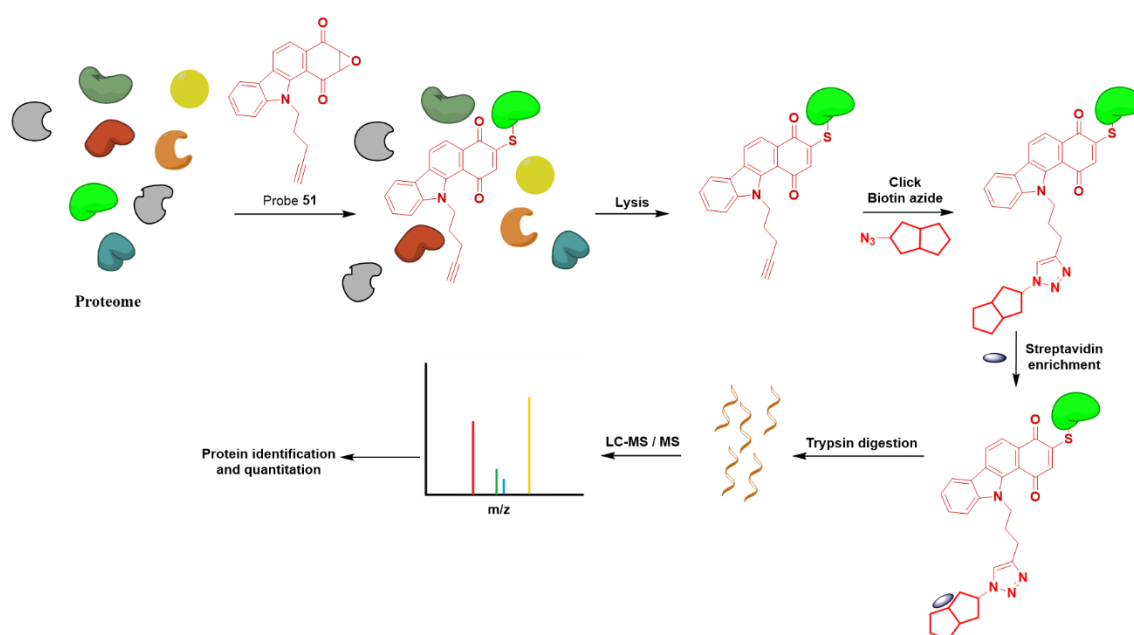 O
O
O
N
Proteome
Probe 51
O
S
O
N
Lysis
O
S
O
N
Click
Biotin azide
N3
O
S
O
N
N
N
N
Streptavidin
enrichment
O
S
O
N
N
N
N
Trypsin digestion
LC-MS / MS
m/z
Protein identification
and quantitation